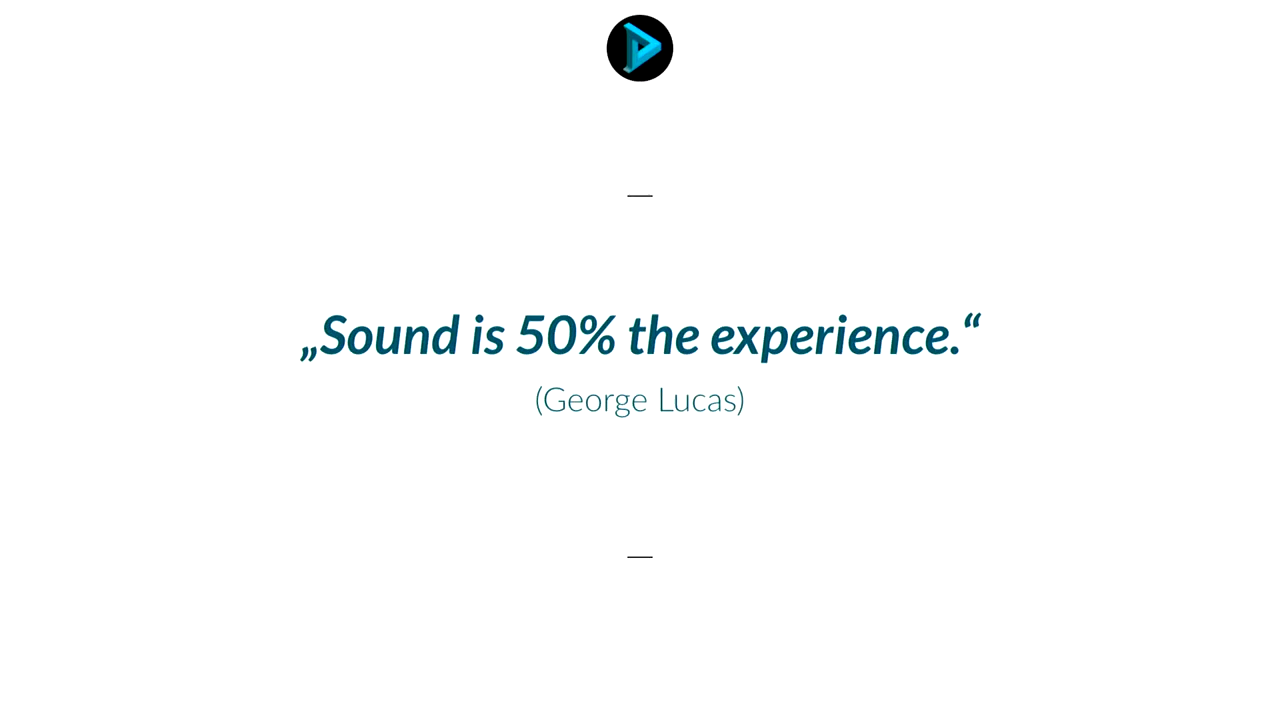 „Sound is 50% the experience.“
(George Lucas)